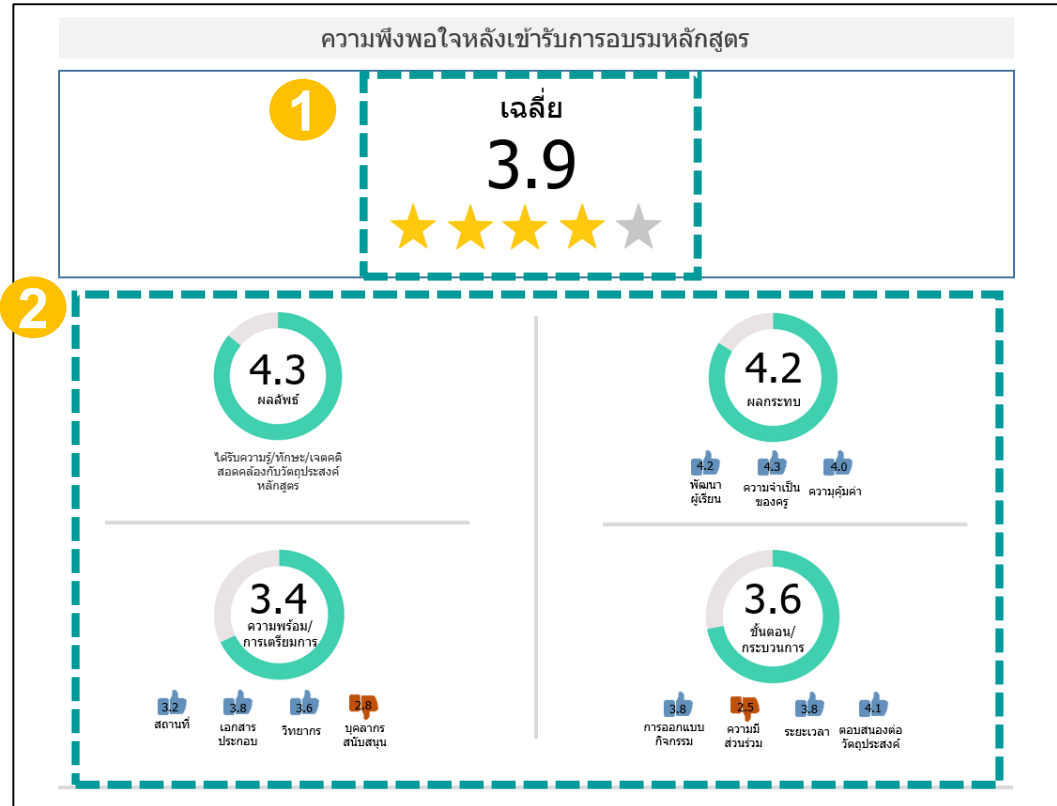 ความพึงพอใจหลังเข้ารับการอบรมหลักสูตร
1
เฉลี่ย
3.9
2
4.3
ผลลัพธ์
ได้รับความรู้/ทักษะ/เจตคติ
สอดคล้องกับวัตถุประสงค์
หลักสูตร
4.2
ผลกระทบ
4.2
4.3
4.0
พัฒนา
ผู้เรียน
ความจำเป็น
ของครู
ความคุ้มค่า
3.4
ความพร้อม/
การเตรียมการ
3.2
3.8
3.6
2.8
สถานที่
เอกสาร
ประกอบ
วิทยากร
บุคลากร
สนับสนุน
3.6
ขั้นตอน/
กระบวนการ
3.8
2.5
3.8
4.1
การออกแบบ
กิจกรรม
ความมี
ส่วนร่วม
ระยะเวลา
ตอบสนองต่อ
วัตถุประสงค์